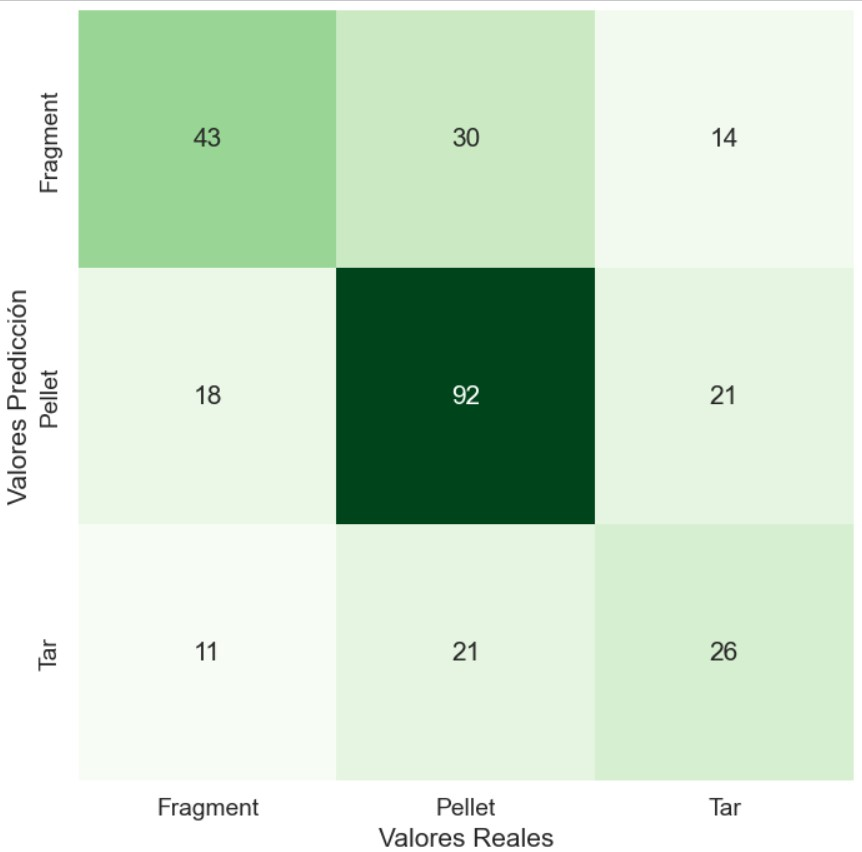 Valores Predicción
Fragment
43 30 14
Pellet
18 92 21
Tar
11 21 26
Fragment Pellet Tar
Valores Reales